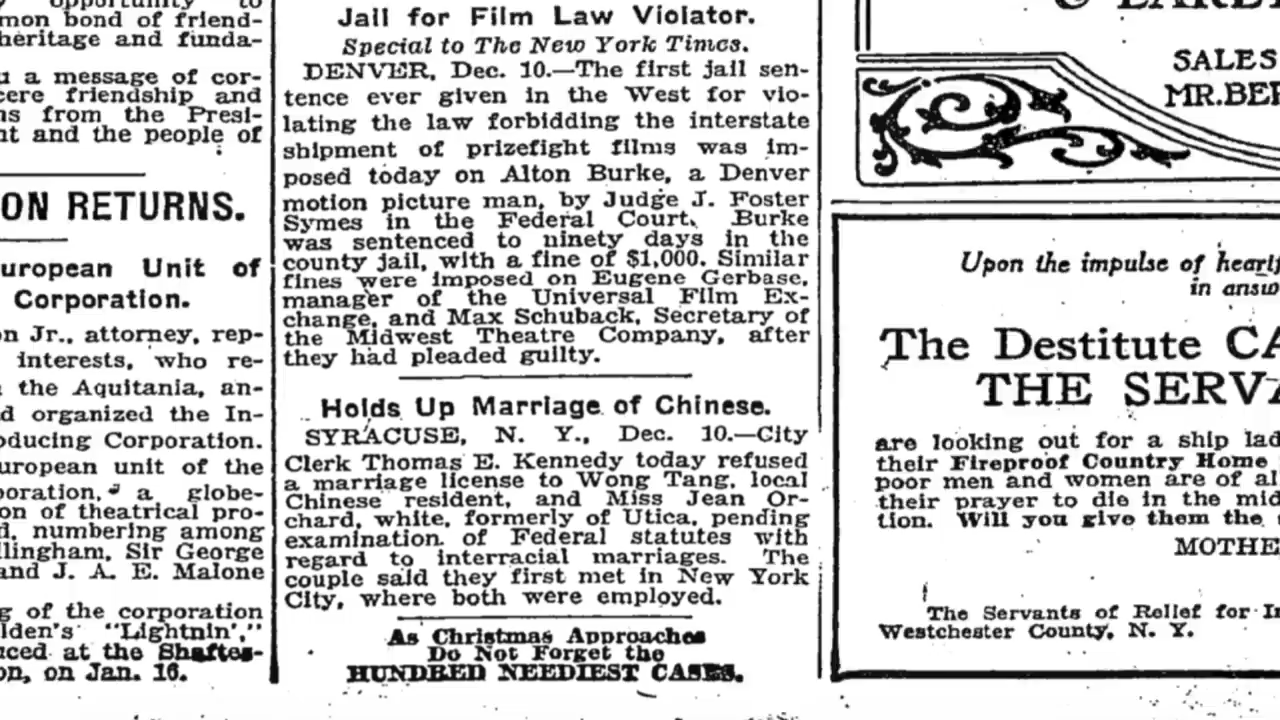 mon bond of friend-
heritage and funda-
a message of cor-
cere friendship and
from the Presi-
and the people of
ON RETURNS.
uropean Unit of
Corporation.
on Jr., attorney, rep-
interests, who re-
the Aquitania, an-
d organized the In-
oducing Corporation.
uropean unit of the
poration, a globe-
on of theatrical pro-
d, numbering among
llingham, Sir George
and J. A. E. Malone
g of the corporation
lden's "Lightnin',"
uced at the Shaftes-
on, on Jan. 16.
Jail for Film Law Violator.
Special to The New York Times.
DENVER, Dec. 10.—The first jail sen-
tence ever given in the West for vio-
lating the law forbidding the interstate
shipment of prizefight films was im-
posed today on Alton Burke, a Denver
motion picture man, by Judge J. Foster
Symes in the Federal Court. Burke
was sentenced to ninety days in the
county jail, with a fine of $1,000. Similar
fines were imposed on Eugene Gerbase,
manager of the Universal Film Ex-
change, and Max Schuback, Secretary of
the Midwest Theatre Company, after
they had pleaded guilty.
Holds Up Marriage of Chinese.
SYRACUSE, N. Y., Dec. 10.—City
Clerk Thomas E. Kennedy today refused
a marriage license to Wong Tang, local
Chinese resident, and Miss Jean Or-
chard, white, formerly of Utica, pending
examination of Federal statutes with
regard to interracial marriages. The
couple said they first met in New York
City, where both were employed.
As Christmas Approaches
Do Not Forget the
HUNDRED NEEDIEST CASES.
SALES
MR.BER
Upon the impulse of heartf
in answ
The Destitute CA
THE SERVA
are looking out for a ship lad
their Fireproof Country Home
poor men and women are of al
their prayer to die in the mid
tion. Will you give them the
MOTHE
The Servants of Relief for In
Westchester County, N. Y.